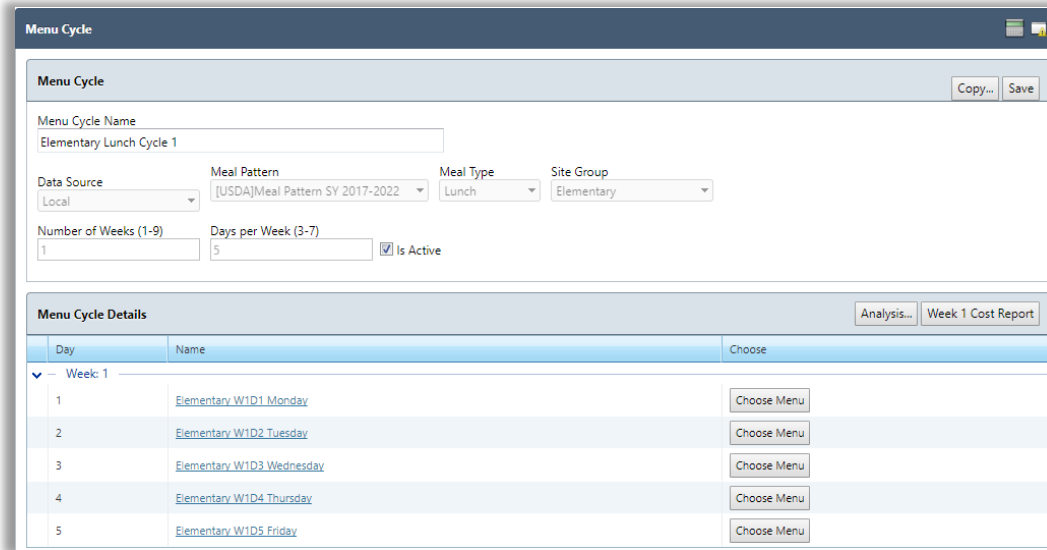 Menu Cycle
Menu Cycle
Copy... Save
Menu Cycle Name
Elementary Lunch Cycle 1
Data Source Meal Pattern Meal Type Site Group
Local [USDA]Meal Pattern SY 2017-2022 Lunch Elementary
Number of Weeks (1-9) Days per Week (3-7)
1 5 Is Active
Menu Cycle Details Analysis... Week 1 Cost Report
Day Name Choose
Week: 1
1 Elementary W1D1 Monday Choose Menu
2 Elementary W1D2 Tuesday Choose Menu
3 Elementary W1D3 Wednesday Choose Menu
4 Elementary W1D4 Thursday Choose Menu
5 Elementary W1D5 Friday Choose Menu